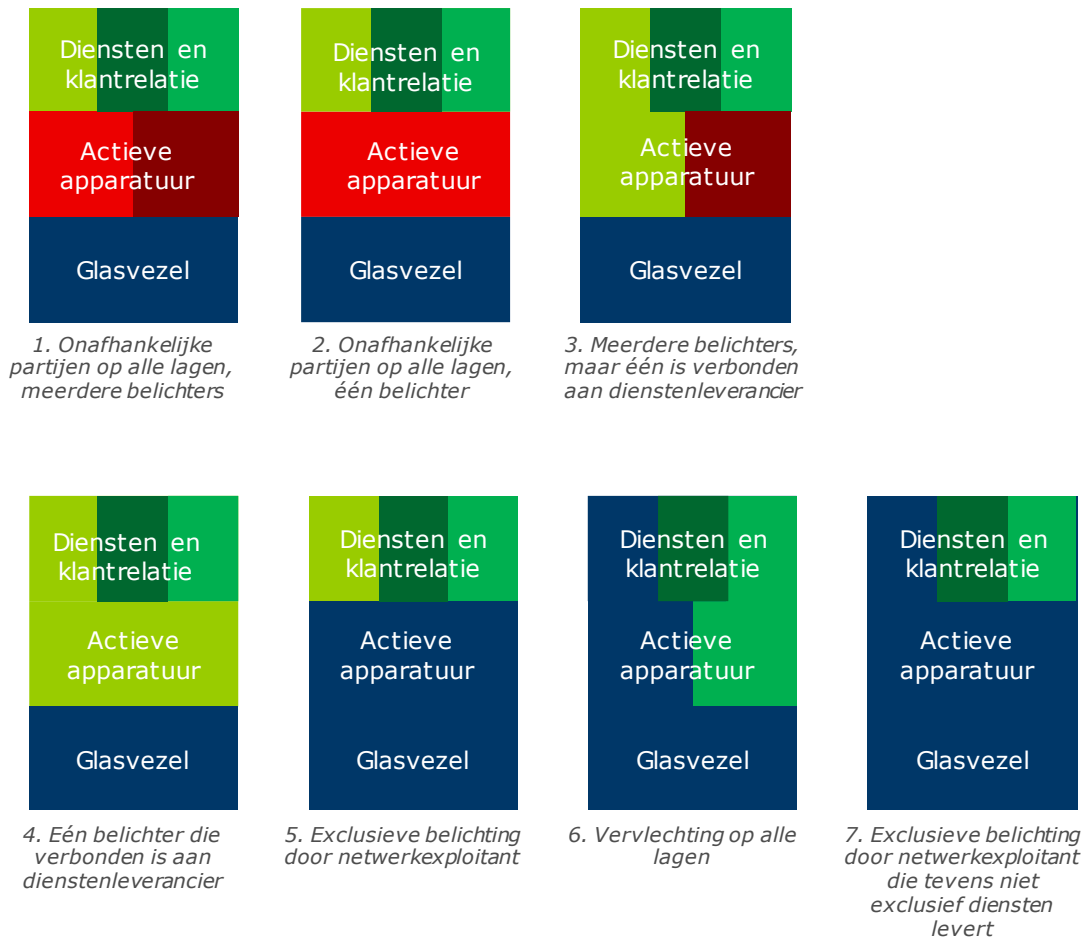 Diensten en
klantrelatie
Actieve
apparatuur
Glasvezel
1. Onafhankelijke
partijen op alle lagen,
meerdere belichters
Diensten en
klantrelatie
Actieve
apparatuur
Glasvezel
2. Onafhankelijke
partijen op alle lagen,
één belichter
Diensten en
klantrelatie
Actieve
apparatuur
Glasvezel
3. Meerdere belichters,
maar één is verbonden
aan dienstenleverancier
Diensten en
klantrelatie
Actieve
apparatuur
Glasvezel
4. Eén belichter die
verbonden is aan
dienstenleverancier
Diensten en
klantrelatie
Actieve
apparatuur
Glasvezel
5. Exclusieve belichting
door netwerkexploitant
Diensten en
klantrelatie
Actieve
apparatuur
Glasvezel
6. Vervlechting op alle
lagen
Diensten en
klantrelatie
Actieve
apparatuur
Glasvezel
7. Exclusieve belichting
door netwerkexploitant
die tevens niet
exclusief diensten
levert